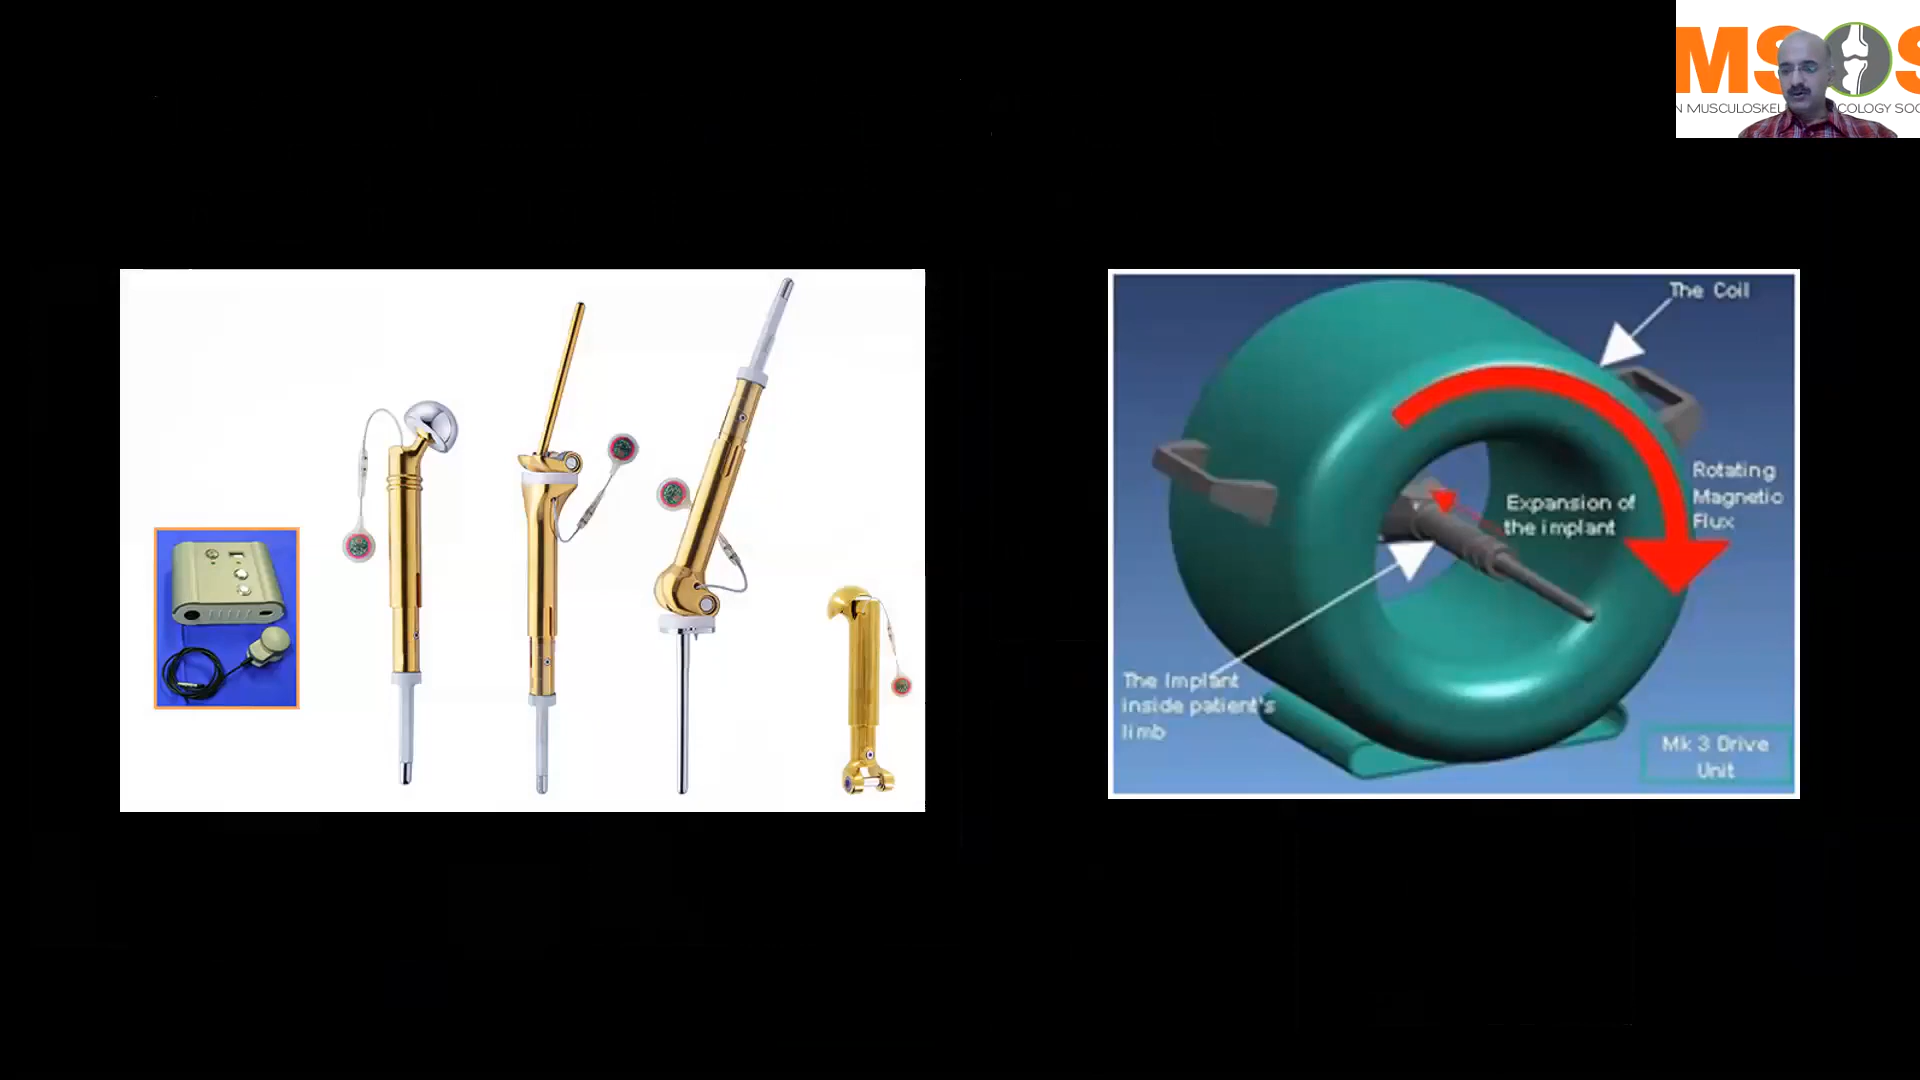 MS S
N MUSCULOSKEL COLOGY SOC
The Coil
Rotating
Magnetic
Flux
Expansion of
the implant
The Implant
inside patient's
limb
Mk 3 Drive
Unit